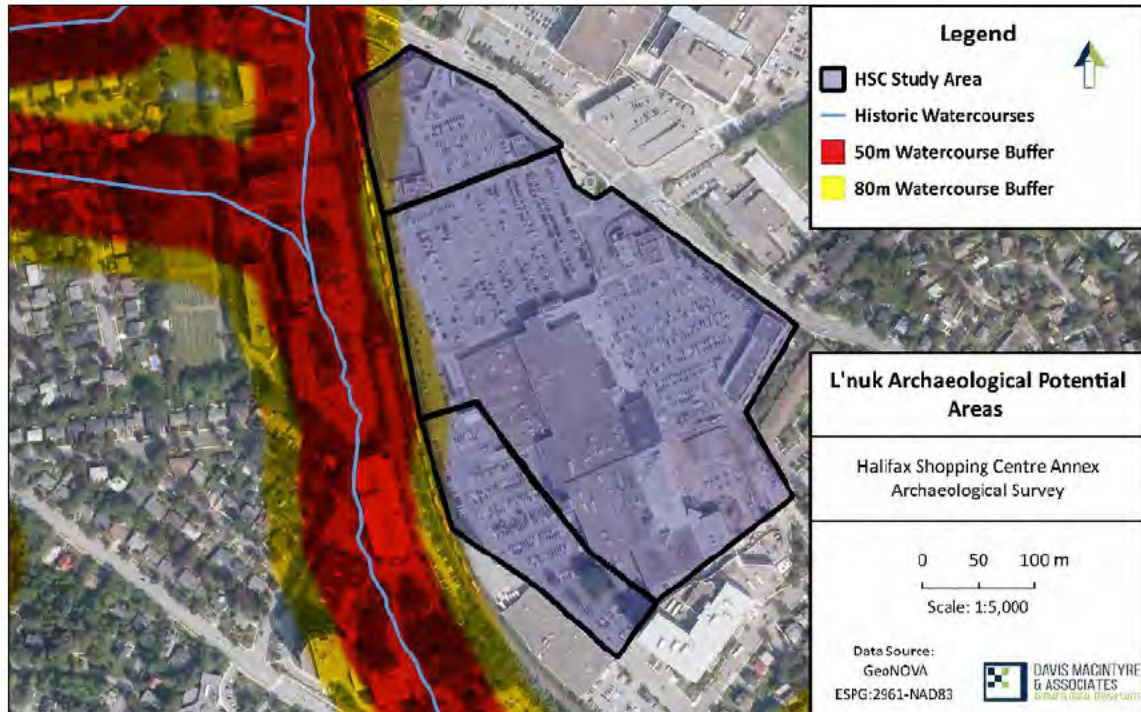 Legend
HSC Study Area
Historic Watercourses
50m Watercourse Buffer
80m Watercourse Buffer
L'nuk Archaeological Potential
Areas
Halifax Shopping Centre Annex
Archaeological Survey
0 50 100 m
Scale: 1:5,000
Data Source:
GeoNOVA
ESPG:2961-NAD83
DAVIS MACINTYRE
& ASSOCIATES